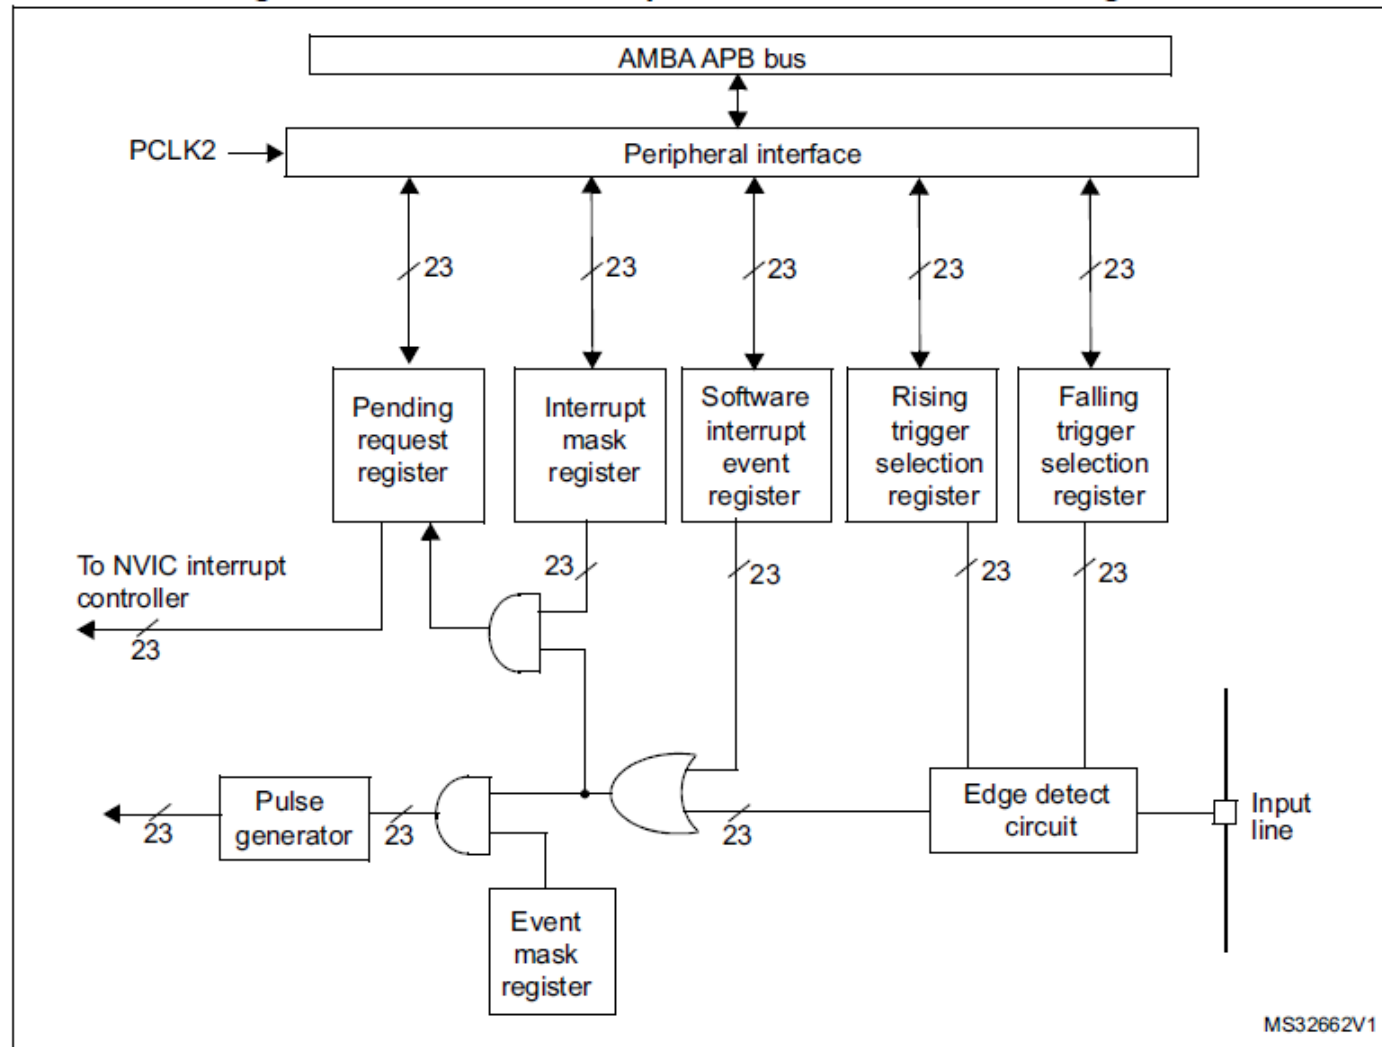 AMBA APB bus
PCLK2
Peripheral interface
23
23
23
23
23
Pending
request
register
Interrupt
mask
register
Software
interrupt
event
register
Rising
trigger
selection
register
Falling
trigger
selection
register
To NVIC interrupt
controller
23
23
23
23
23
Pulse
generator
23
23
23
Edge detect
circuit
Input
line
Event
mask
register
MS32662V1